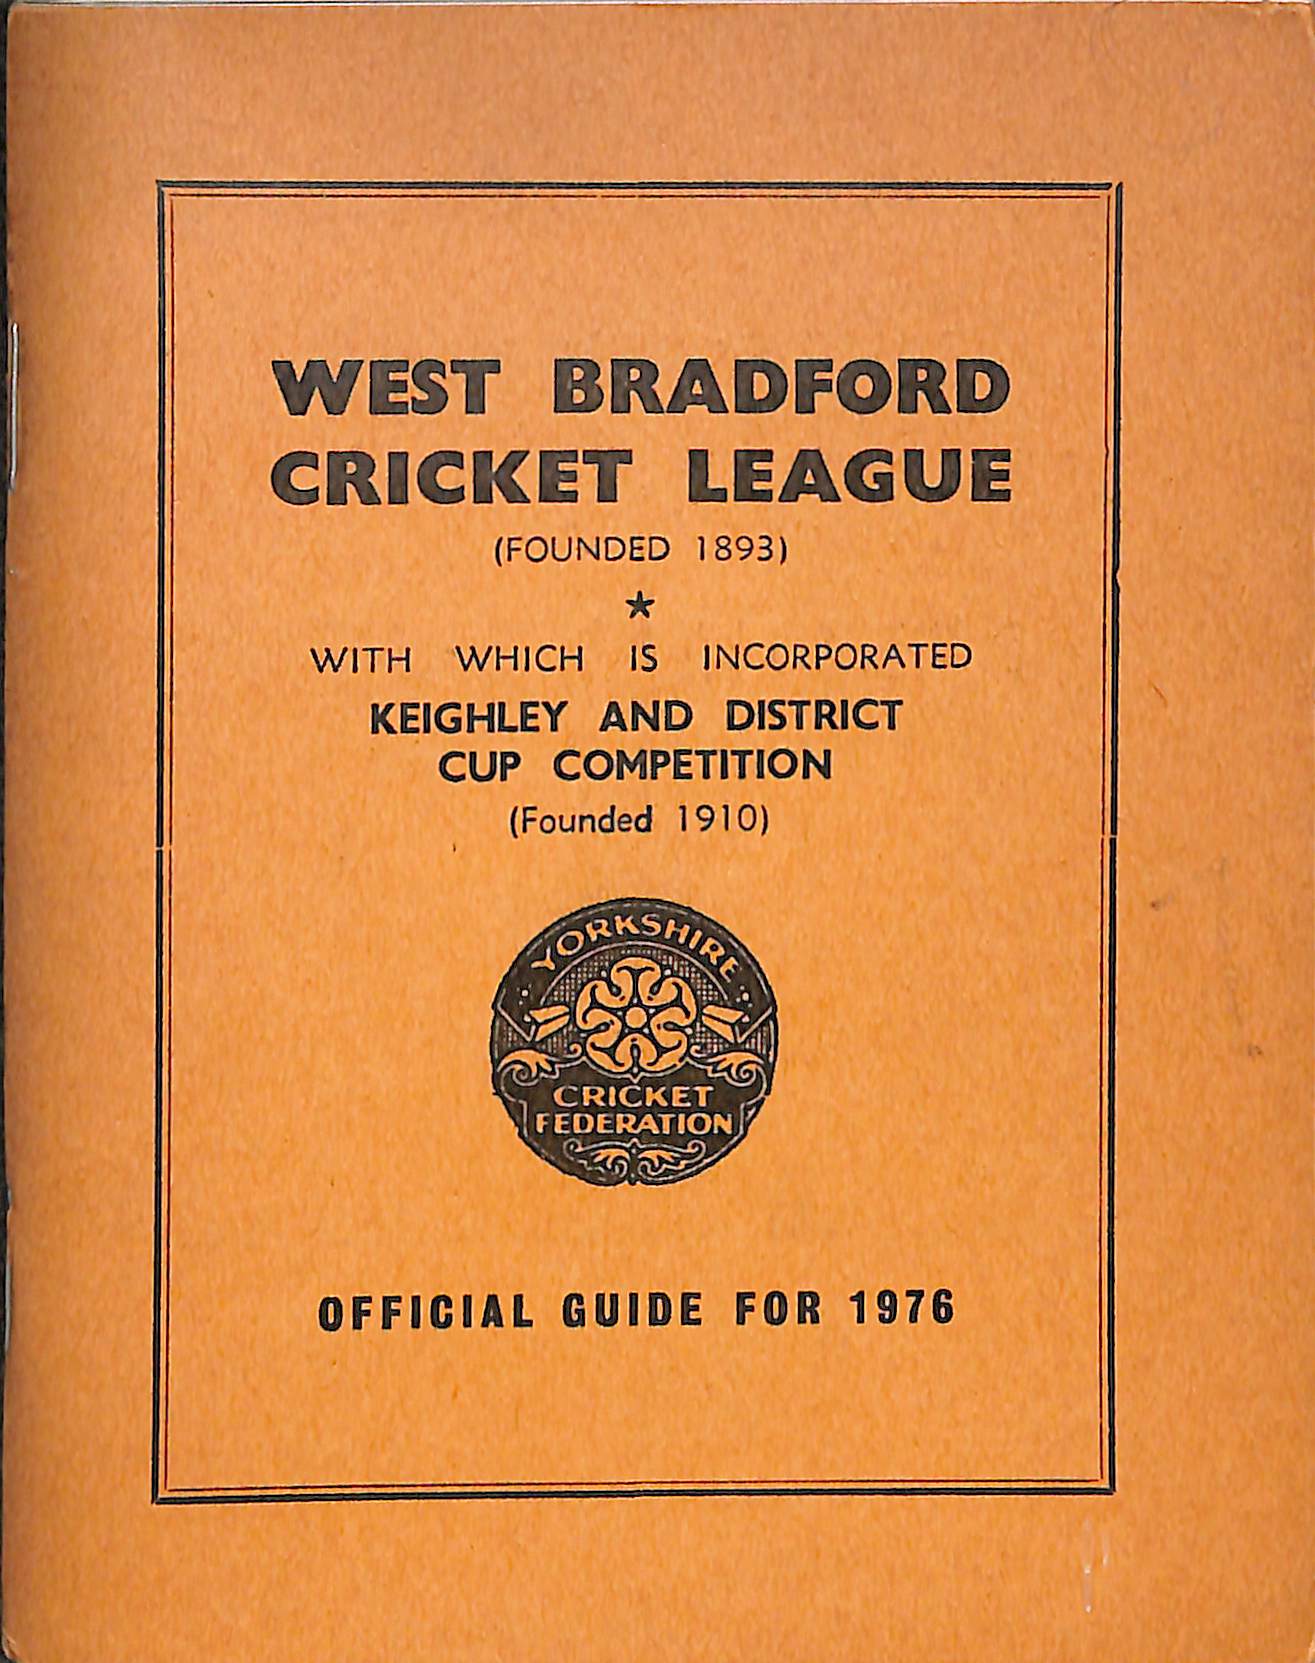 WEST BRADFORD
CRICKET LEAGUE
(FOUNDED 1893)
★
WITH WHICH IS INCORPORATED
KEIGHLEY AND DISTRICT
CUP COMPETITION
(Founded 1910)
YORKSHIRE
CRICKET
FEDERATION
OFFICIAL GUIDE FOR 1976